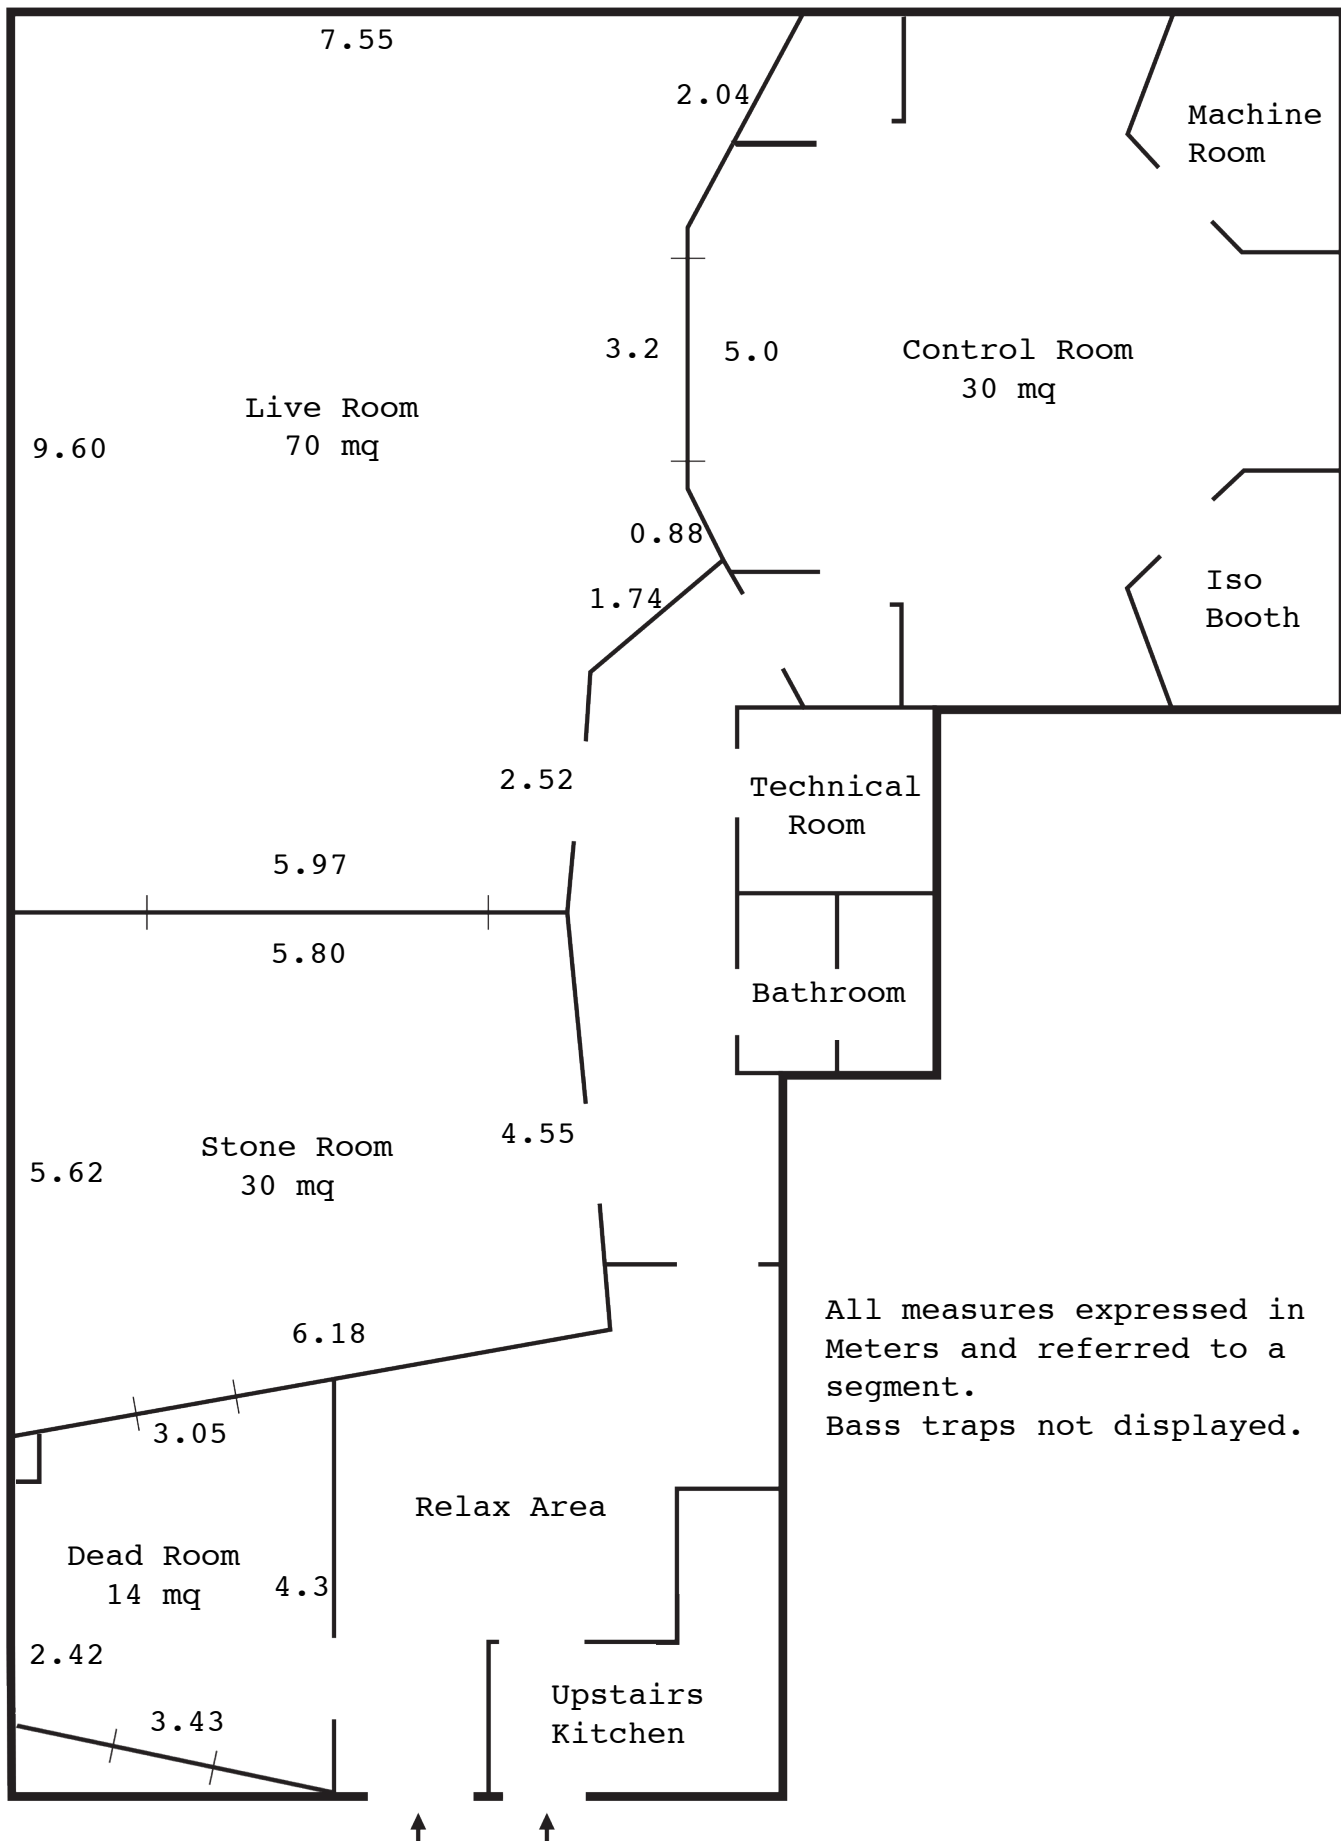 7.55
2.04
Machine
Room
3.2
5.0
Control Room
30 mq
Live Room
70 mq
9.60
0.88
1.74
Iso
Booth
2.52
Technical
Room
5.97
5.80
Bathroom
4.55
Stone Room
30 mq
5.62
6.18
3.05
All measures expressed in
Meters and referred to a
segment.
Bass traps not displayed.
Relax Area
Dead Room
14 mq
4.3
2.42
3.43
Upstairs
Kitchen